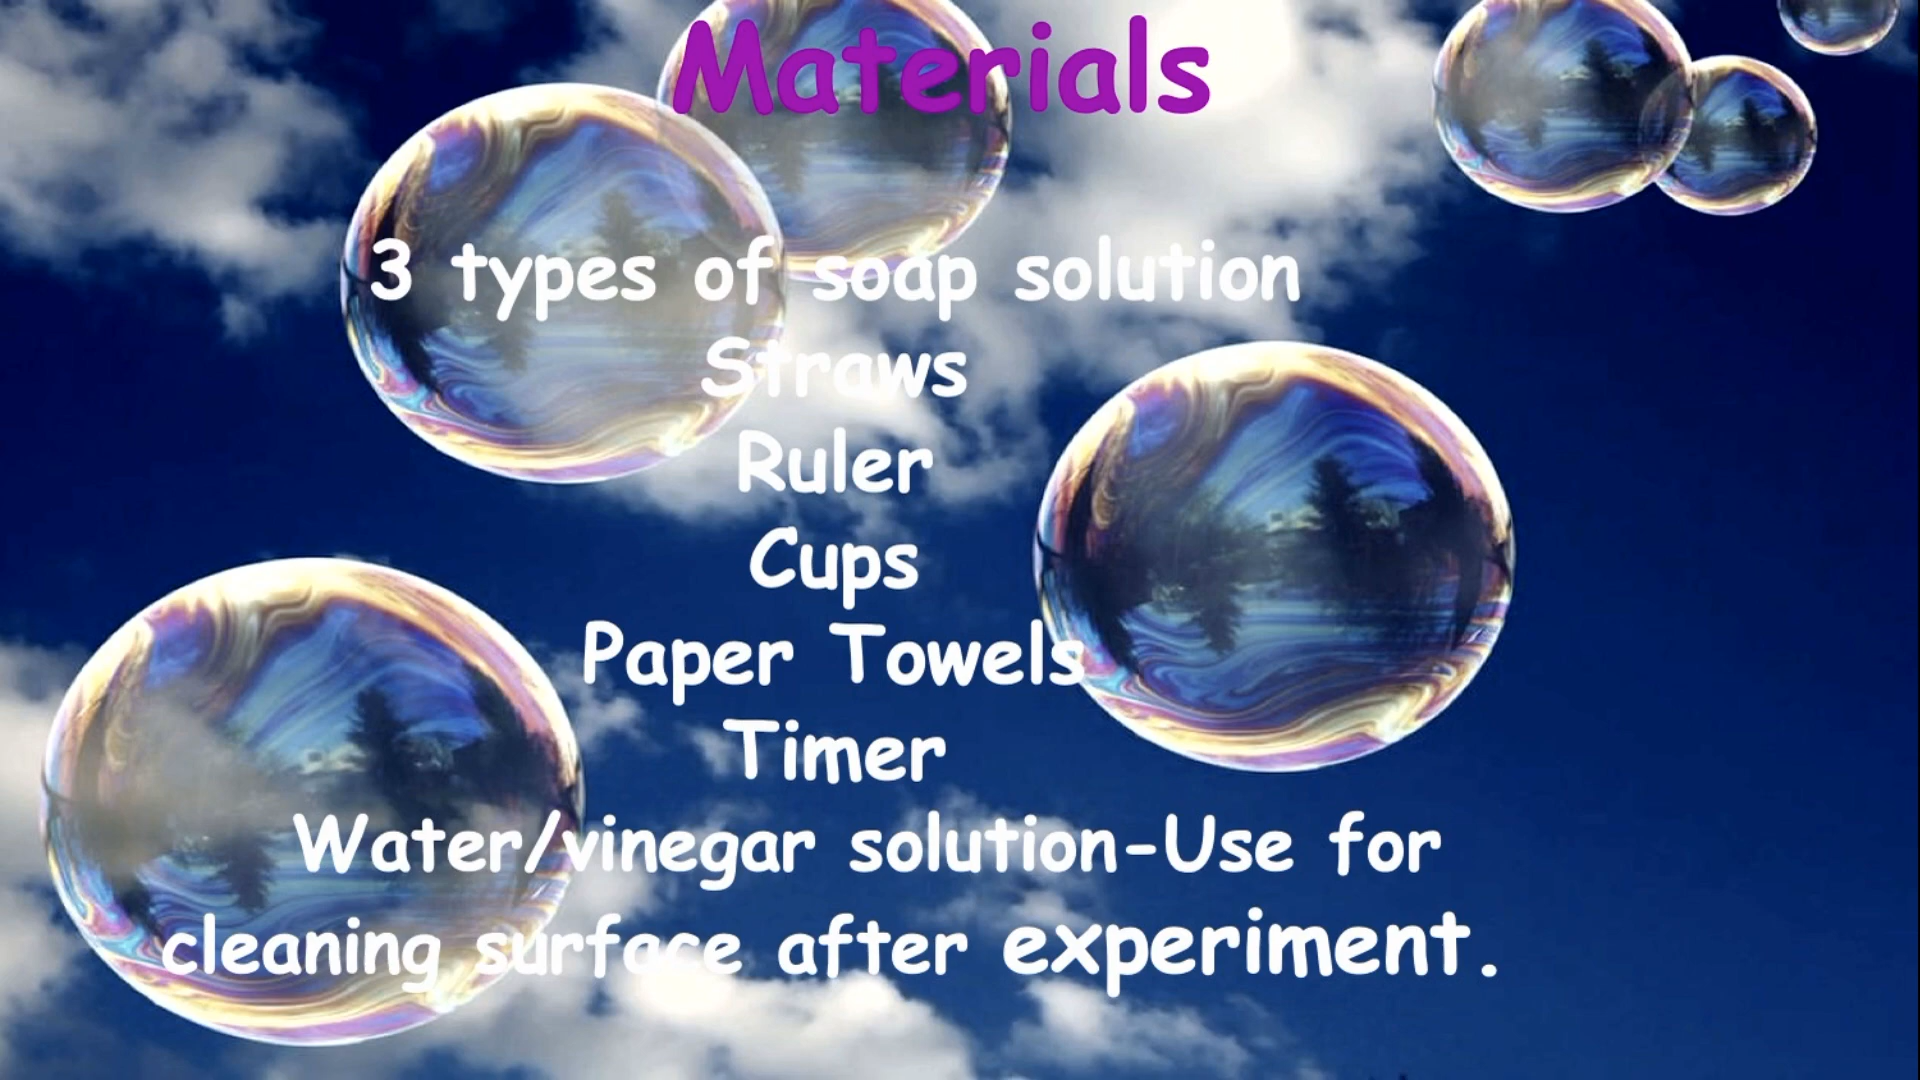 Materials
3 types of soap solution
Straws
Ruler
Cups
Paper Towels
Timer
Water/vinegar solution-Use for
cleaning surface after experiment.